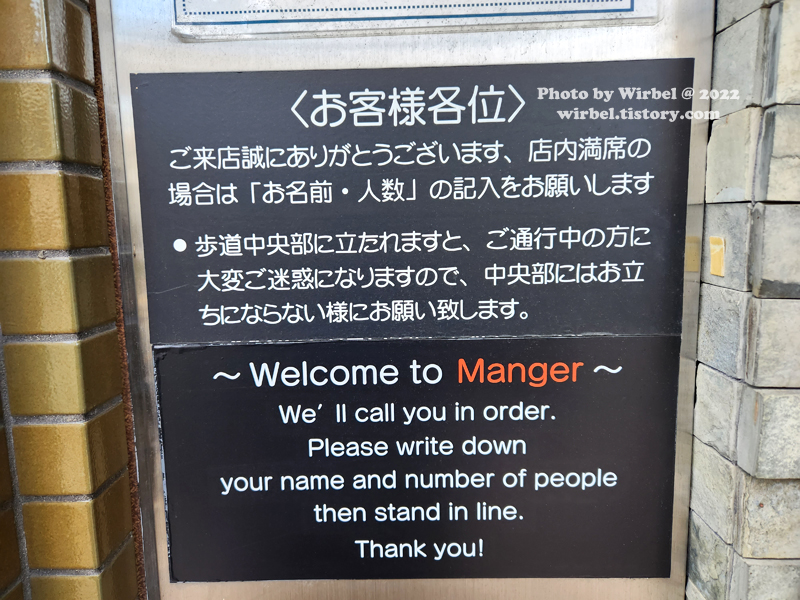 〈お客様各位〉
Photo by Wirbel @ 2022
wirbel.tistory.com
ご来店誠にありがとうございます、店内満席の
場合は「お名前・人数」の記入をお願いします
● 歩道中央部に立たれますと、ご通行中の方に
大変ご迷惑になりますので、中央部にはお立
ちにならない様にお願い致します。
～ Welcome to Manger ～
We'll call you in order.
Please write down
your name and number of people
then stand in line.
Thank you!